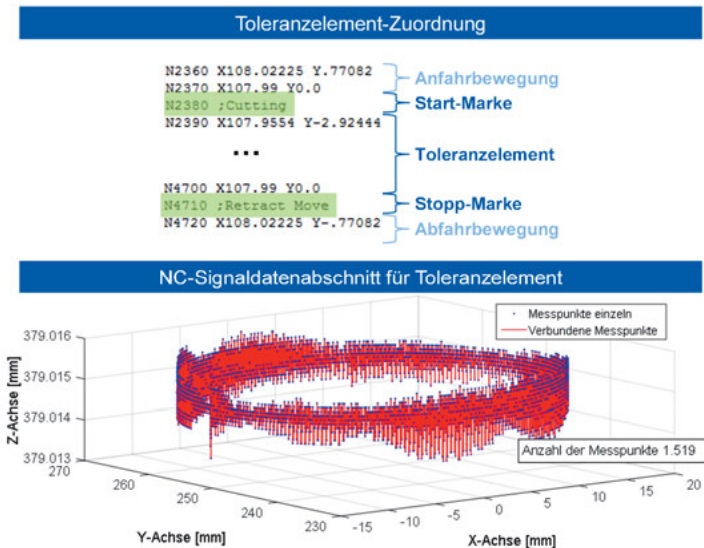 Toleranzelement-Zuordnung
N2360 X108.02225 Y.77082
N2370 X107.99 Y0.0
Anfahrbewegung
N2380 ;Cutting
Start-Marke
N2390 X107.9554 Y-2.92444
...
Toleranzelement
N4700 X107.99 Y0.0
N4710 ;Retract Move
Stopp-Marke
N4720 X108.02225 Y-.77082
Abfahrbewegung
NC-Signaldatenabschnitt für Toleranzelement
Messpunkte einzeln
Verbundene Messpunkte
379.016
379.015
379.014
379.013
Z-Achse [mm]
Anzahl der Messpunkte 1.519
270
260
250
240
230
Y-Achse [mm]
-15
-10
-5
0
5
10
15
20
X-Achse [mm]